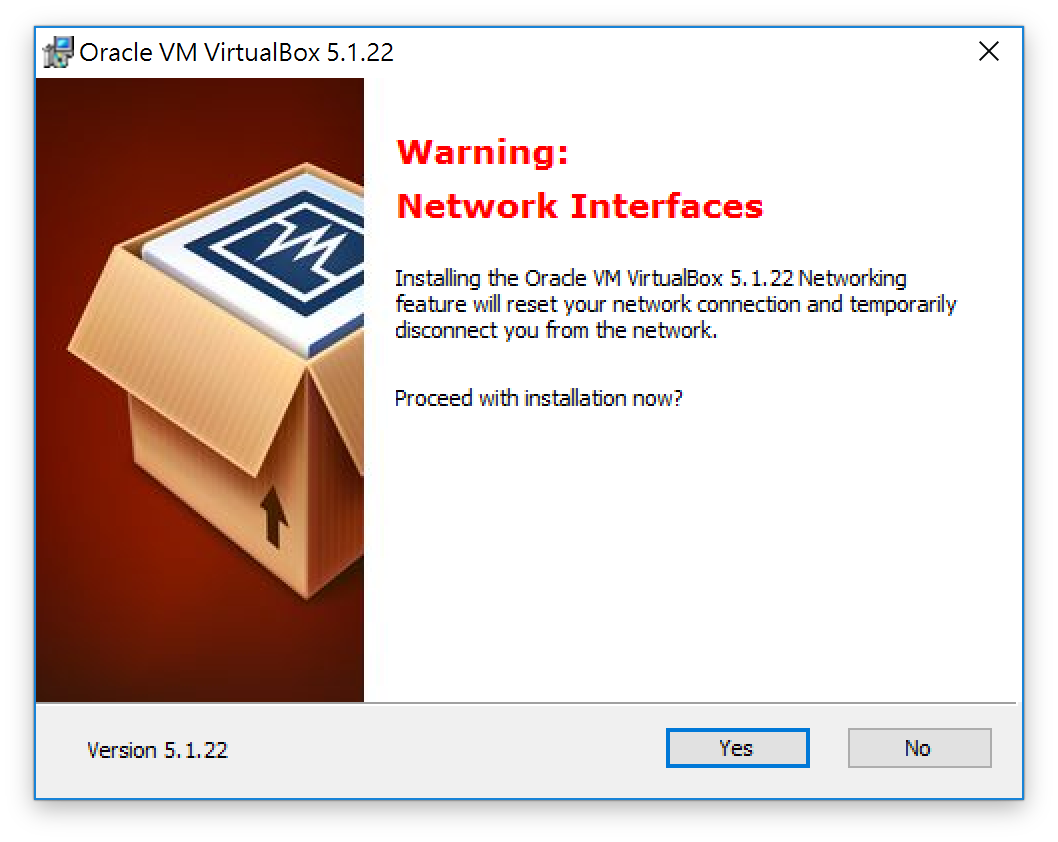 Oracle VM VirtualBox 5.1.22
Warning:
Network Interfaces
Installing the Oracle VM VirtualBox 5.1.22 Networking
feature will reset your network connection and temporarily
disconnect you from the network.
Proceed with installation now?
Version 5.1.22
Yes
No